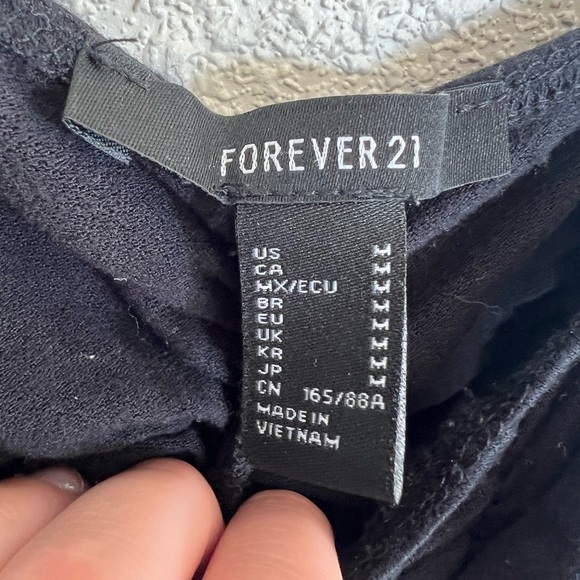 FOREVER 21
US M
CA M
MX/ECU M
BR M
EU M
UK M
KR M
JP M
CN 165/88A
MADE IN
VIETNAM